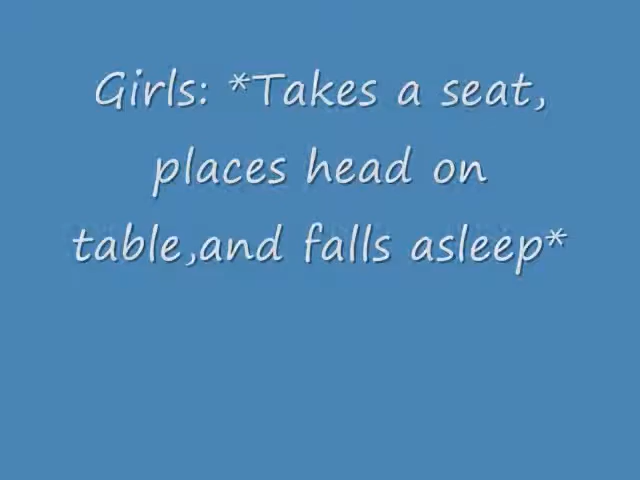 Girls: *Takes a seat,
places head on
table,and falls asleep*